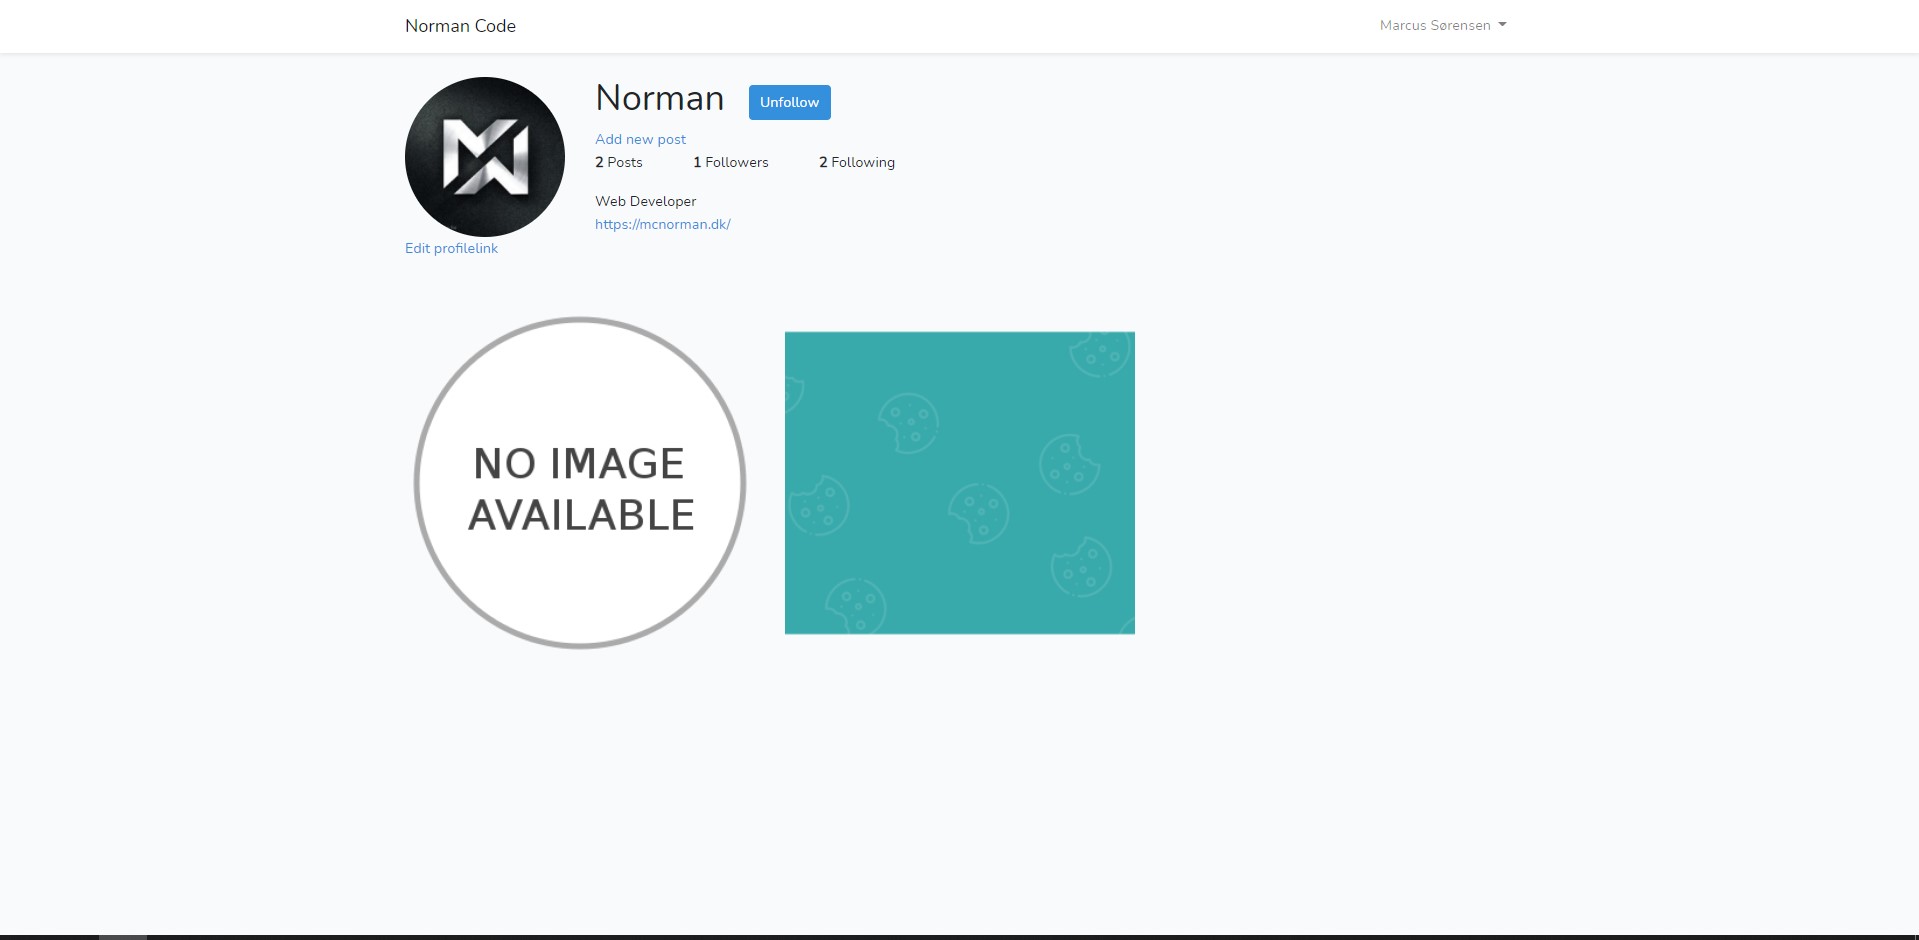 Norman Code
Marcus Sørensen
Norman
Unfollow
Add new post
2 Posts
1 Followers
2 Following
Web Developer
https://mcnorman.dk/
Edit profilelink
NO IMAGE
AVAILABLE